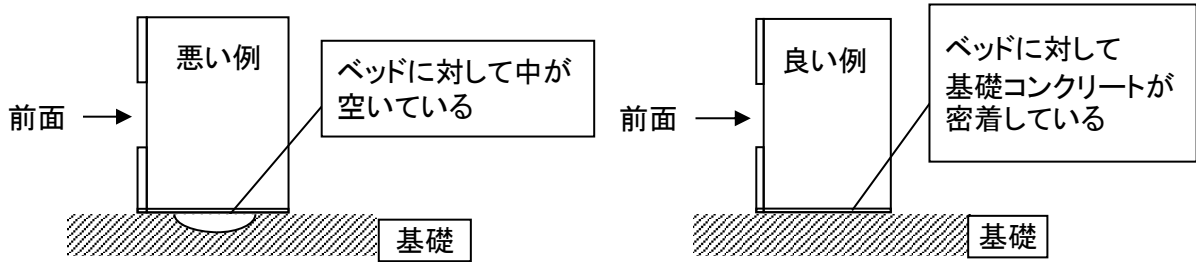 悪い例
ベッドに対して中が
空いている
前面
基礎
良い例
ベッドに対して
基礎コンクリートが
密着している
前面
基礎